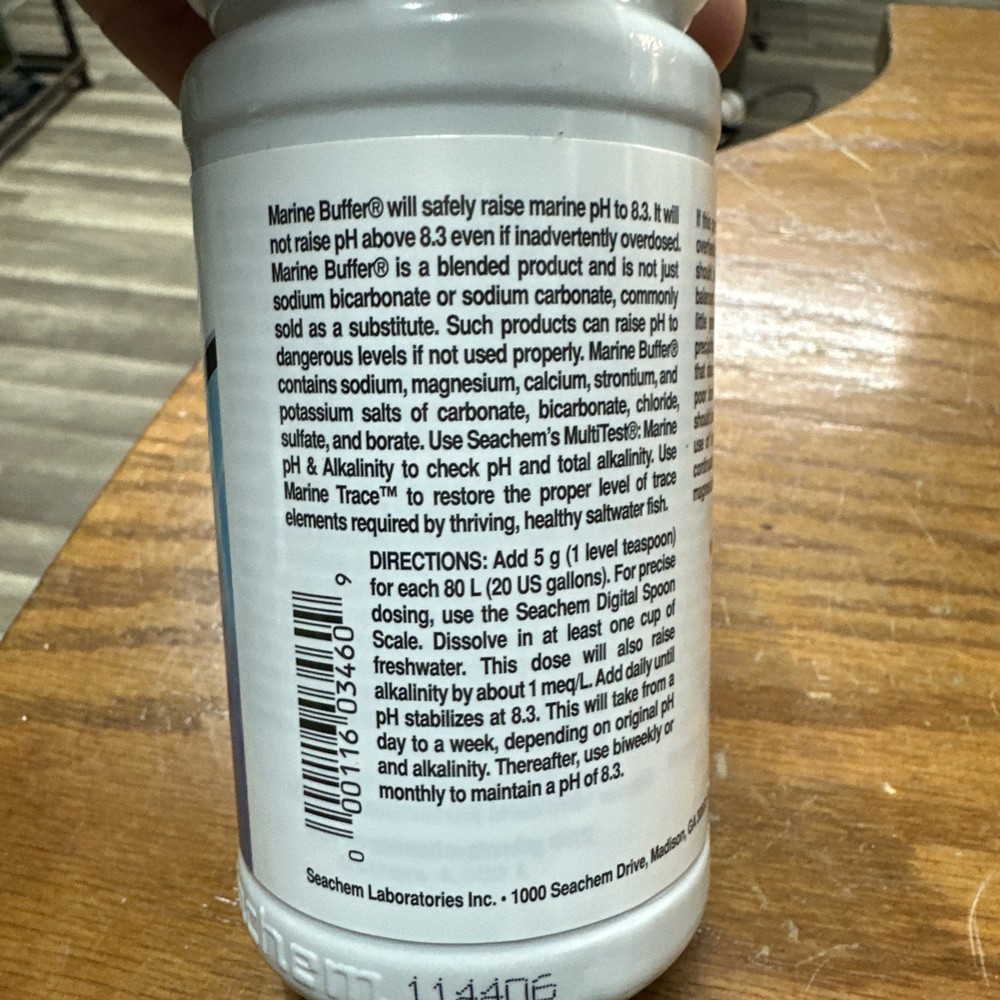 Marine Buffer® will safely raise marine pH to 8.3. It will
not raise pH above 8.3 even if inadvertently overdosed.
Marine Buffer® is a blended product and is not just
sodium bicarbonate or sodium carbonate, commonly
sold as a substitute. Such products can raise pH to
dangerous levels if not used properly. Marine Buffer®
contains sodium, magnesium, calcium, strontium, and
potassium salts of carbonate, bicarbonate, chloride,
sulfate, and borate. Use Seachem's MultiTest®: Marine
pH & Alkalinity to check pH and total alkalinity. Use
Marine Trace™ to restore the proper level of trace
elements required by thriving, healthy saltwater fish.
DIRECTIONS: Add 5 g (1 level teaspoon)
for each 80 L (20 US gallons). For precise
dosing, use the Seachem Digital Spoon
Scale. Dissolve in at least one cup of
freshwater. This dose will also raise
alkalinity by about 1 meq/L. Add daily until
pH stabilizes at 8.3. This will take from a
day to a week, depending on original pH
and alkalinity. Thereafter, use biweekly or
monthly to maintain a pH of 8.3.
0 00116 03460 9
Seachem Laboratories Inc. • 1000 Seachem Drive, Madison, GA
If this
should
little
that
poor
use of
114406